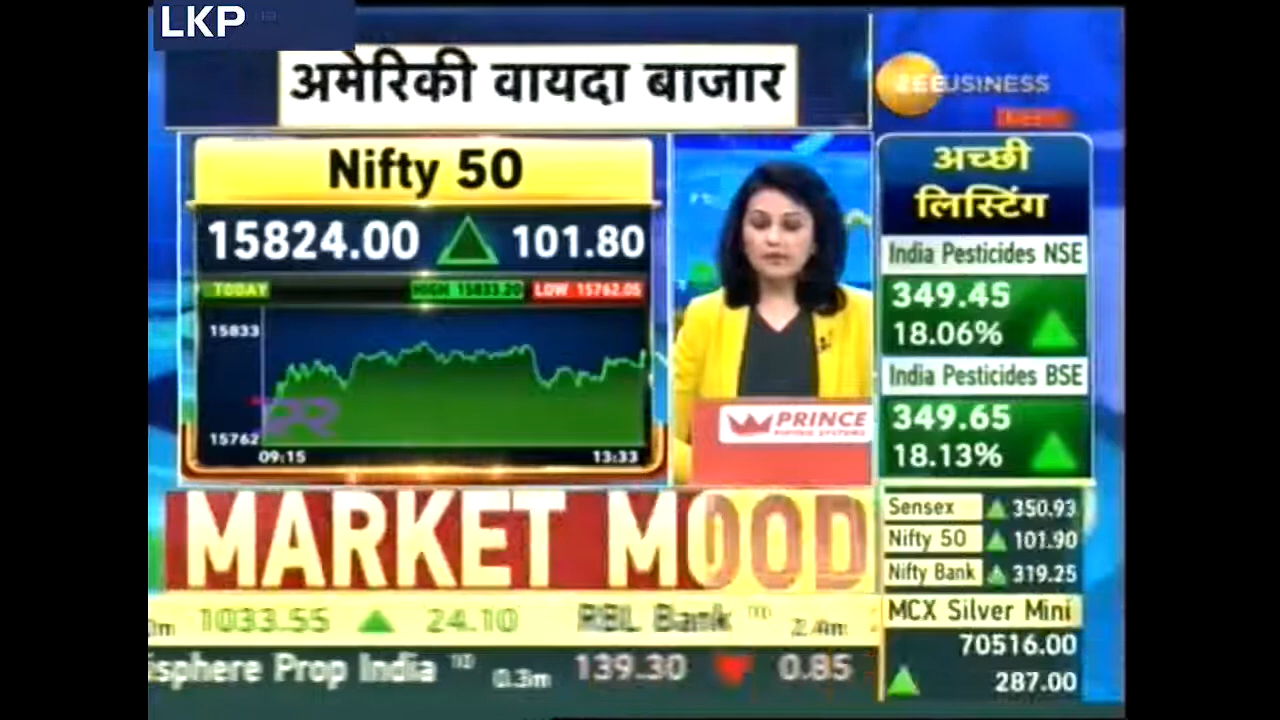 LKP
अमेरिकी वायदा बाजार
ZEE BUSINESS
Nifty 50
15824.00 101.80
TODAY HIGH 15833.20 LOW 15762.05
15833
15762
09:15 13:33
PRINCE
PIPING SYSTEMS
अच्छी
लिस्टिंग
India Pesticides NSE
349.45
18.06%
India Pesticides BSE
349.65
18.13%
MARKET MOOD
Sensex 350.93
Nifty 50 101.90
Nifty Bank 319.25
MCX Silver Mini
70516.00
287.00
1033.55 24.10 RBL Bank 2.4m
isphere Prop India 0.3m 139.30 0.85